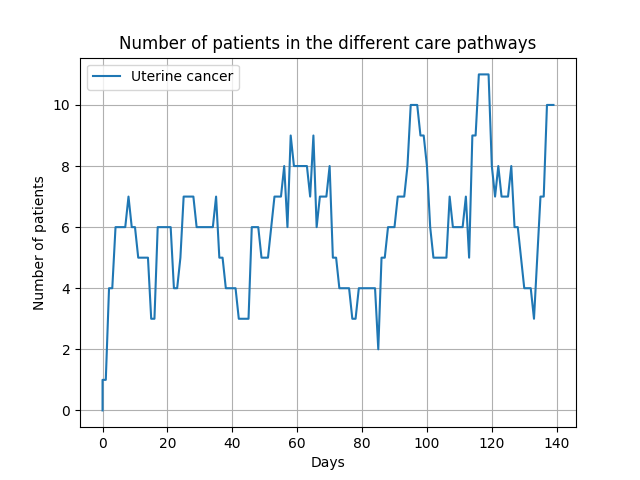 Number of patients in the different care pathways
Uterine cancer
Number of patients
10
8
6
4
2
0
0 20 40 60 80 100 120 140
Days